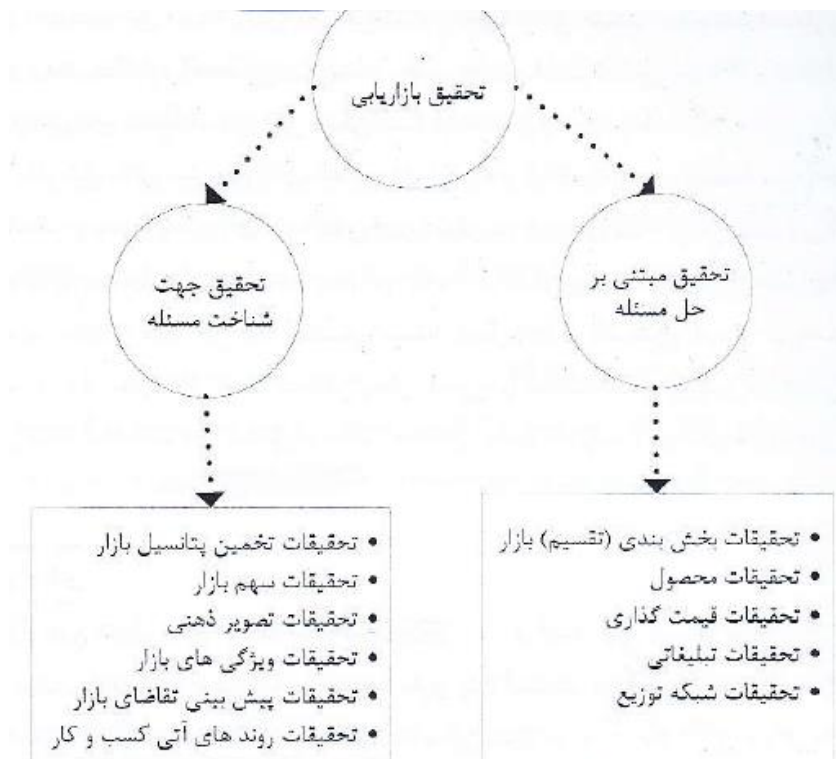 تحقیق بازاریابی
تحقیق مبتنی بر
حل مسئله
تحقیق جهت
شناخت مسئله
• تحقیقات بخش بندی (تقسیم) بازار
• تحقیقات محصول
• تحقیقات قیمت گذاری
• تحقیقات تبلیغاتی
• تحقیقات شبکه توزیع
• تحقیقات تخمین پتانسیل بازار
• تحقیقات سهم بازار
• تحقیقات تصویر ذهنی
• تحقیقات ویژگی های بازار
• تحقیقات پیش بینی تقاضای بازار
• تحقیقات روند های آتی کسب و کار